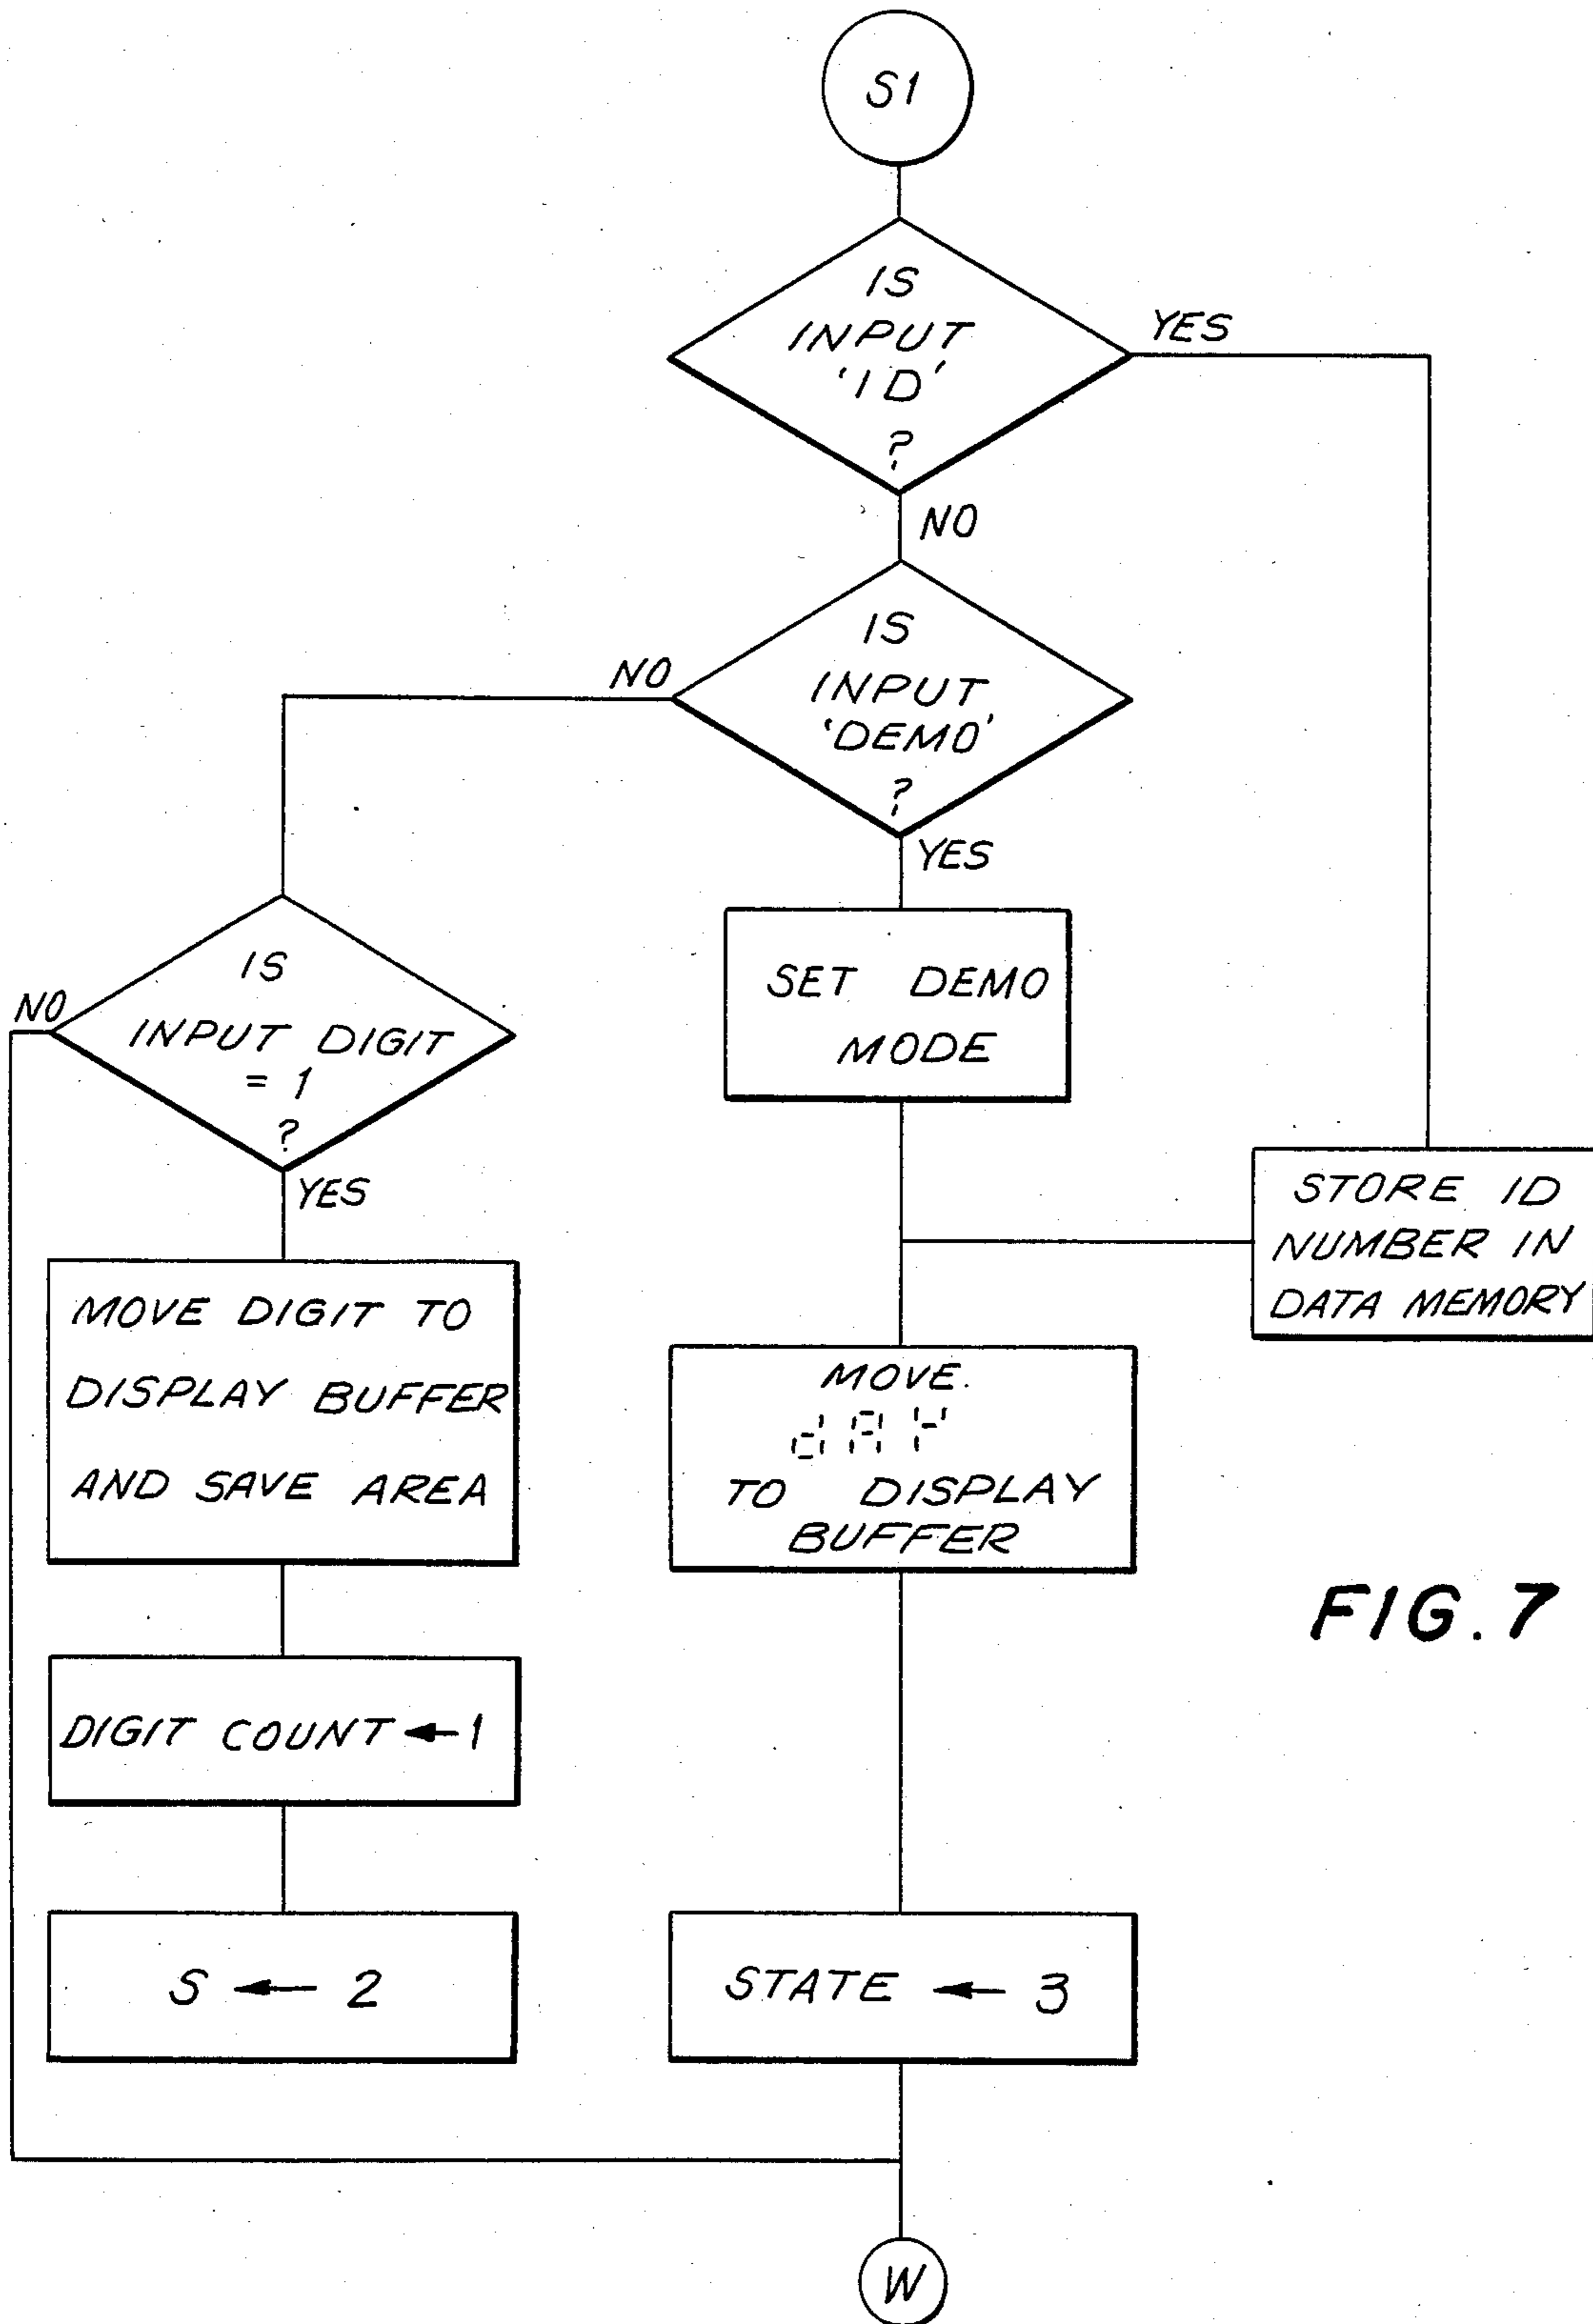 S1
IS
INPUT
'ID'
?
YES
NO
IS
INPUT
'DEMO'
?
NO
YES
IS
INPUT DIGIT
= 1
?
NO
YES
SET DEMO
MODE
STORE ID
NUMBER IN
DATA MEMORY
MOVE DIGIT TO
DISPLAY BUFFER
AND SAVE AREA
MOVE
dAY
TO DISPLAY
BUFFER
FIG. 7
DIGIT COUNT ← 1
S ← 2
STATE ← 3
W